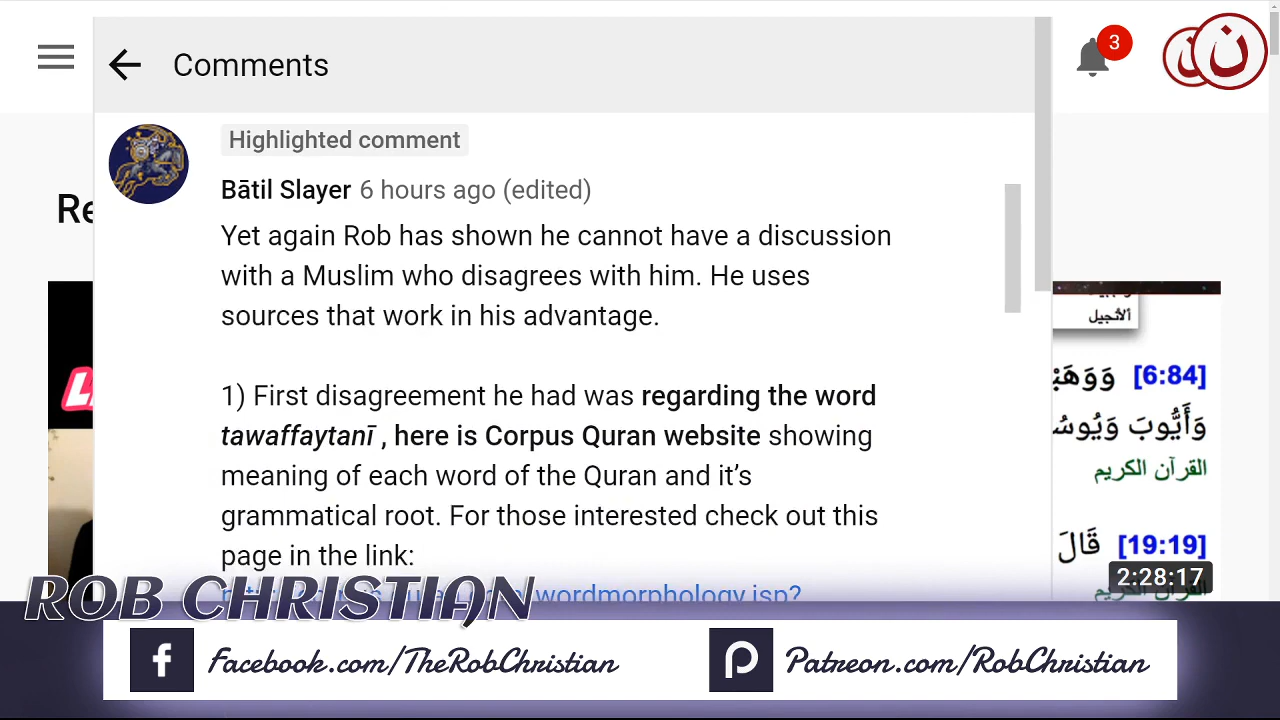 Comments
3
ن
Highlighted comment
Bātil Slayer 6 hours ago (edited)
Re
Yet again Rob has shown he cannot have a discussion
with a Muslim who disagrees with him. He uses
sources that work in his advantage.
ألأنجيل
[6:84] وَوَهَبْ
1) First disagreement he had was regarding the word
tawaffaytanī , here is Corpus Quran website showing
وَأَيُّوبَ وَيُوسُ
meaning of each word of the Quran and it's
القرآن الكريم
grammatical root. For those interested check out this
page in the link:
[19:19] قَالَ
2:28:17
wordmorphology.jsp?
ROB CHRISTIAN
Facebook.com/TheRobChristian
Patreon.com/RobChristian